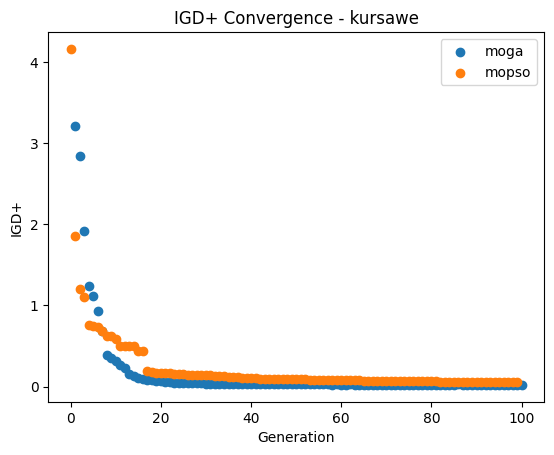 IGD+ Convergence - kursawe
moga
mopso
IGD+
4
3
2
1
0
0 20 40 60 80 100
Generation